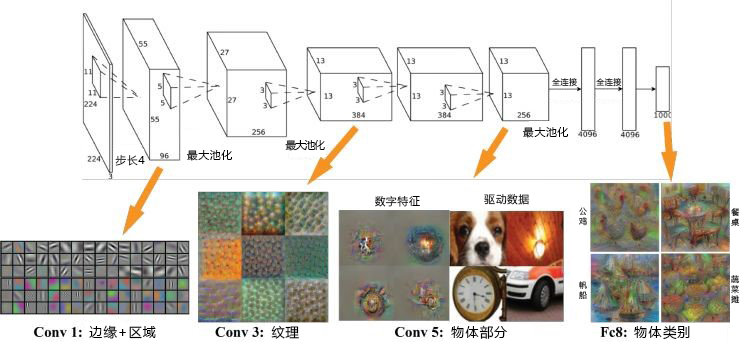 55
27
13
13
13
11
11
224
5
5
55
27
3
3
13
3
3
13
3
3
13
全连接
全连接
224
3
步长4
96
最大池化
256
最大池化
384
384
256
最大池化
4096
4096
1000
数字特征
驱动数据
公鸡
餐桌
帆船
蔬菜摊
Conv 1: 边缘+区域
Conv 3: 纹理
Conv 5: 物体部分
Fc8: 物体类别